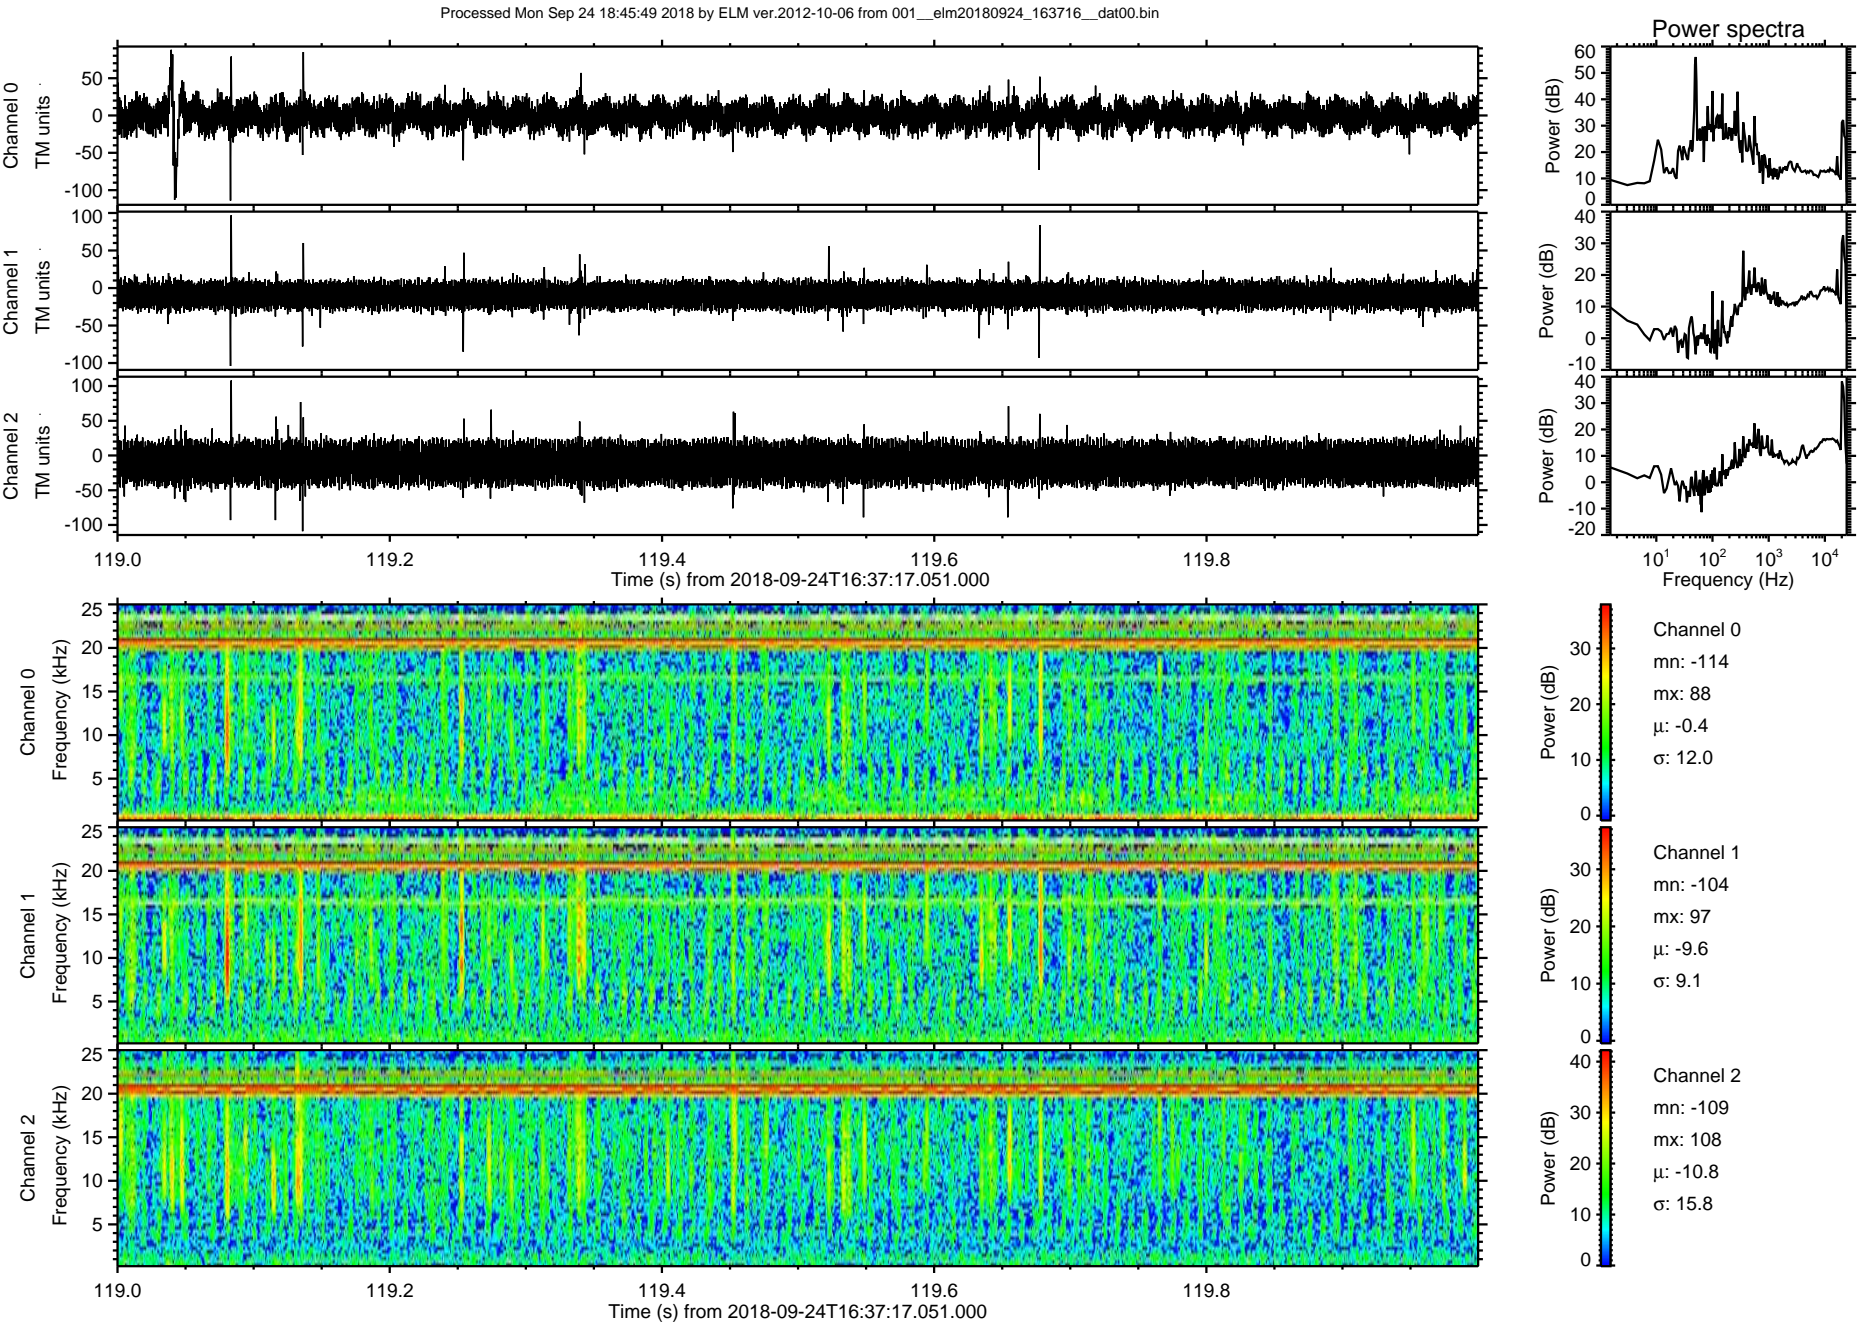 Processed Mon Sep 24 18:45:49 2018 by ELM ver.2012-10-06 from 001__elm20180924_163716__dat00.bin
Power spectra
Channel 0
TM units
50
0
-50
-100
Power (dB)
60
50
40
30
20
10
0
Channel 1
TM units
100
50
0
-50
-100
Power (dB)
40
30
20
10
0
-10
Channel 2
TM units
100
50
0
-50
-100
Power (dB)
40
30
20
10
0
-10
-20
119.0 119.2 119.4 119.6 119.8
Time (s) from 2018-09-24T16:37:17.051.000
10¹ 10² 10³ 10⁴
Frequency (Hz)
Channel 0
Frequency (kHz)
25
20
15
10
5
Power (dB)
30
20
10
0
Channel 0
mn: -114
mx: 88
μ: -0.4
σ: 12.0
Channel 1
Frequency (kHz)
25
20
15
10
5
Power (dB)
30
20
10
0
Channel 1
mn: -104
mx: 97
μ: -9.6
σ: 9.1
Channel 2
Frequency (kHz)
25
20
15
10
5
Power (dB)
40
30
20
10
0
Channel 2
mn: -109
mx: 108
μ: -10.8
σ: 15.8
119.0 119.2 119.4 119.6 119.8
Time (s) from 2018-09-24T16:37:17.051.000